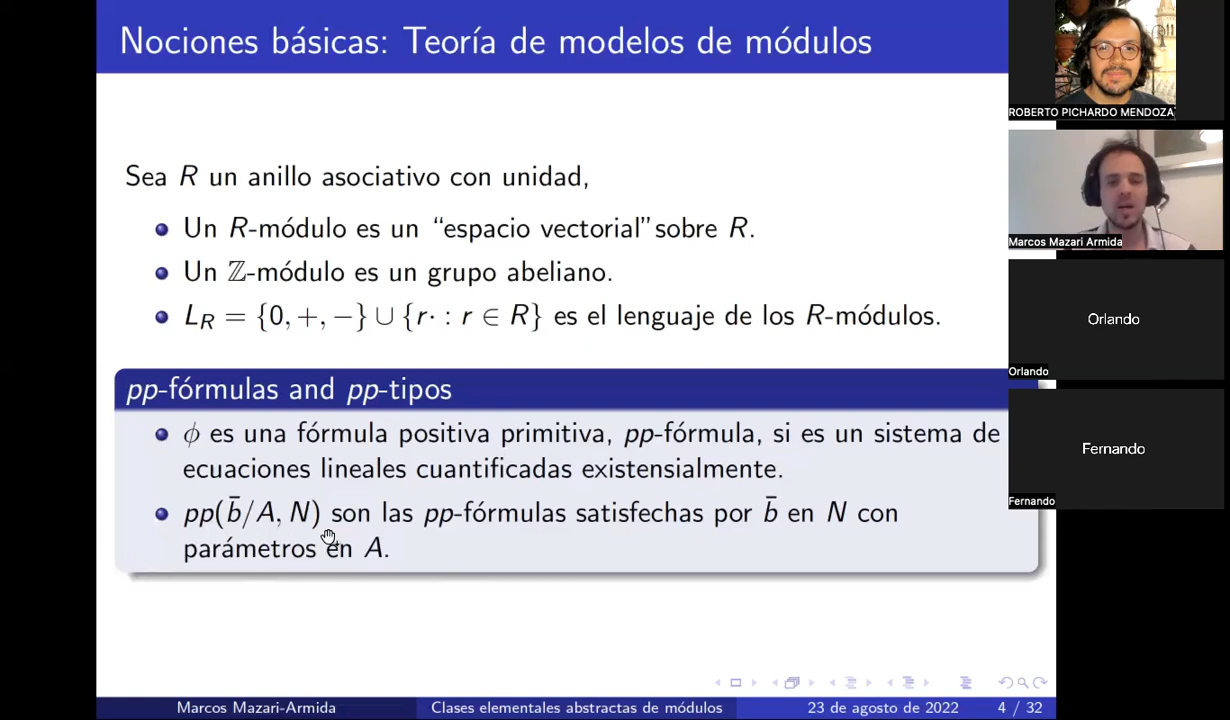 Nociones básicas: Teoría de modelos de módulos
Sea R un anillo asociativo con unidad,
Un R-módulo es un “espacio vectorial”sobre R.
Un ℤ-módulo es un grupo abeliano.
L_R = {0, +, −} ∪ {r· : r ∈ R} es el lenguaje de los R-módulos.
pp-fórmulas and pp-tipos
ϕ es una fórmula positiva primitiva, pp-fórmula, si es un sistema de
ecuaciones lineales cuantificadas existensialmente.
pp(b̄/A, N) son las pp-fórmulas satisfechas por b̄ en N con
parámetros en A.
Marcos Mazari-Armida Clases elementales abstractas de módulos 23 de agosto de 2022 4 / 32
ROBERTO PICHARDO MENDOZA
Marcos Mazari Armida
Orlando
Orlando
Fernando
Fernando